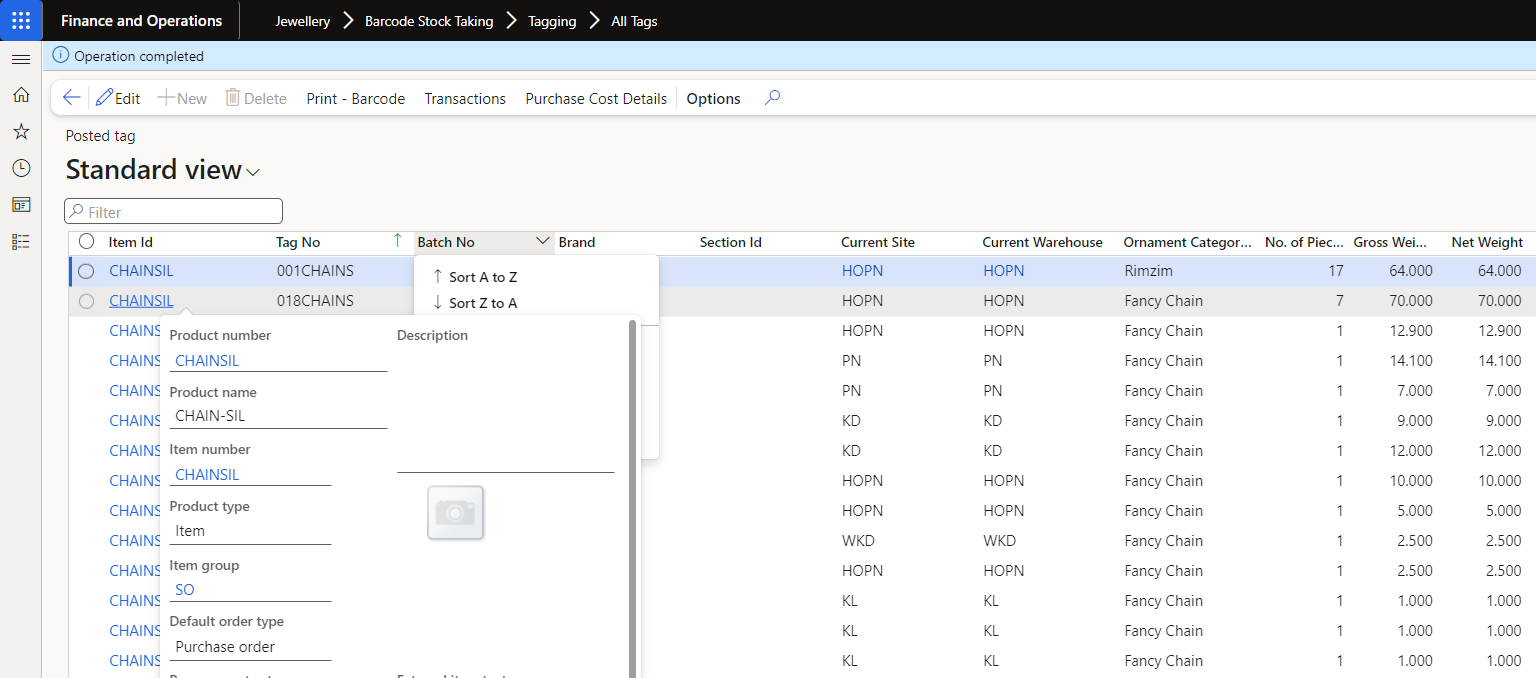 Finance and Operations Jewellery Barcode Stock Taking Tagging All Tags
Operation completed
Edit New Delete Print - Barcode Transactions Purchase Cost Details Options
Posted tag
Standard view
Filter
Item Id Tag No Batch No Brand Section Id Current Site Current Warehouse Ornament Categor... No. of Piec... Gross Wei... Net Weight
CHAINSIL 001CHAINS HOPN HOPN Rimzim 17 64.000 64.000
CHAINSIL 018CHAINS HOPN HOPN Fancy Chain 7 70.000 70.000
CHAINS HOPN HOPN Fancy Chain 1 12.900 12.900
CHAINS PN PN Fancy Chain 1 14.100 14.100
CHAINS PN PN Fancy Chain 1 7.000 7.000
CHAINS KD KD Fancy Chain 1 9.000 9.000
CHAINS KD KD Fancy Chain 1 12.000 12.000
CHAINS HOPN HOPN Fancy Chain 1 10.000 10.000
CHAINS HOPN HOPN Fancy Chain 1 5.000 5.000
CHAINS WKD WKD Fancy Chain 1 2.500 2.500
CHAINS HOPN HOPN Fancy Chain 1 2.500 2.500
CHAINS KL KL Fancy Chain 1 1.000 1.000
CHAINS KL KL Fancy Chain 1 1.000 1.000
CHAINS KL KL Fancy Chain 1 1.000 1.000
Sort A to Z
Sort Z to A
Product number
CHAINSIL
Product name
CHAIN-SIL
Item number
CHAINSIL
Product type
Item
Item group
SO
Default order type
Purchase order
Description